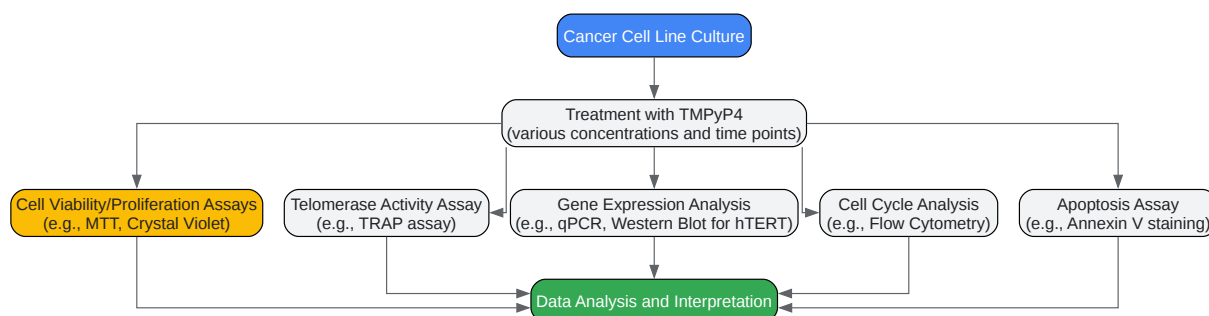 Cancer Cell Line Culture
Treatment with TMPyP4
(various concentrations and time points)
Cell Viability/Proliferation Assays
(e.g., MTT, Crystal Violet)
Telomerase Activity Assay
(e.g., TRAP assay)
Gene Expression Analysis
(e.g., qPCR, Western Blot for hTERT)
Cell Cycle Analysis
(e.g., Flow Cytometry)
Apoptosis Assay
(e.g., Annexin V staining)
Data Analysis and Interpretation